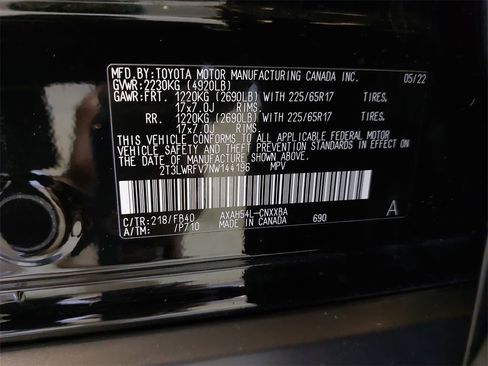 MFD.BY:TOYOTA MOTOR MANUFACTURING CANADA INC. 05/22
GVWR:2230KG (4920LB)
GAWR:FRT. 1220KG (2690LB) WITH 225/65R17 TIRES.
17x7.0J RIMS.
RR. 1220KG (2690LB) WITH 225/65R17 TIRES.
17x7.0J RIMS.
THIS VEHICLE CONFORMS TO ALL APPLICABLE FEDERAL MOTOR
VEHICLE SAFETY AND THEFT PREVENTION STANDARDS IN EFFECT ON
THE DATE OF MANUFACTURE SHOWN ABOVE.
2T3LWRFV7NW144196 MPV
C/TR:218/FB40 AXAH54L-CNXXBA 690 A
A/TM: /P710 MADE IN CANADA